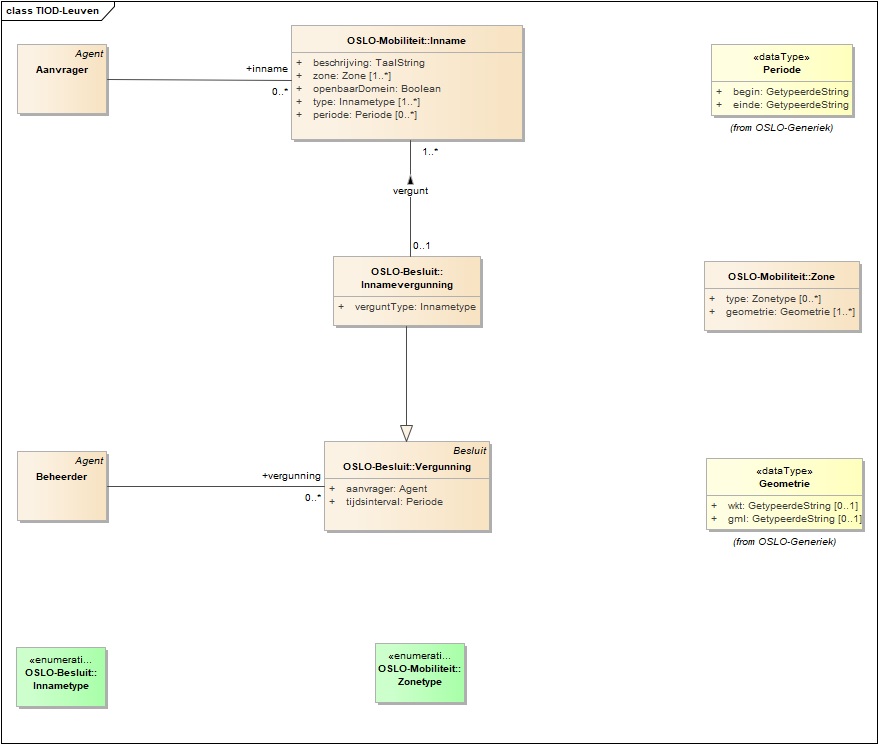 class TIOD-Leuven
Agent
Aanvrager
+inname
0..*
OSLO-Mobiliteit::Inname
+ beschrijving: TaalString
+ zone: Zone [1..*]
+ openbaarDomein: Boolean
+ type: Innametype [1..*]
+ periode: Periode [0..*]
«dataType»
Periode
+ begin: GetypeerdeString
+ einde: GetypeerdeString
(from OSLO-Generiek)
1..*
vergunt
0..1
OSLO-Besluit::
Innamevergunning
+ verguntType: Innametype
OSLO-Mobiliteit::Zone
+ type: Zonetype [0..*]
+ geometrie: Geometrie [1..*]
Agent
Beheerder
+vergunning
0..*
Besluit
OSLO-Besluit::Vergunning
+ aanvrager: Agent
+ tijdsinterval: Periode
«dataType»
Geometrie
+ wkt: GetypeerdeString [0..1]
+ gml: GetypeerdeString [0..1]
(from OSLO-Generiek)
«enumerati...
OSLO-Besluit::
Innametype
«enumerati...
OSLO-Mobiliteit::
Zonetype